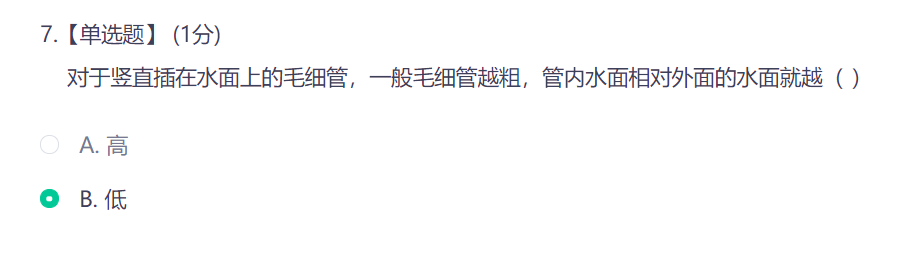 7.【单选题】 (1分)
对于竖直插在水面上的毛细管，一般毛细管越粗，管内水面相对外面的水面就越（ ）
A. 高
B. 低